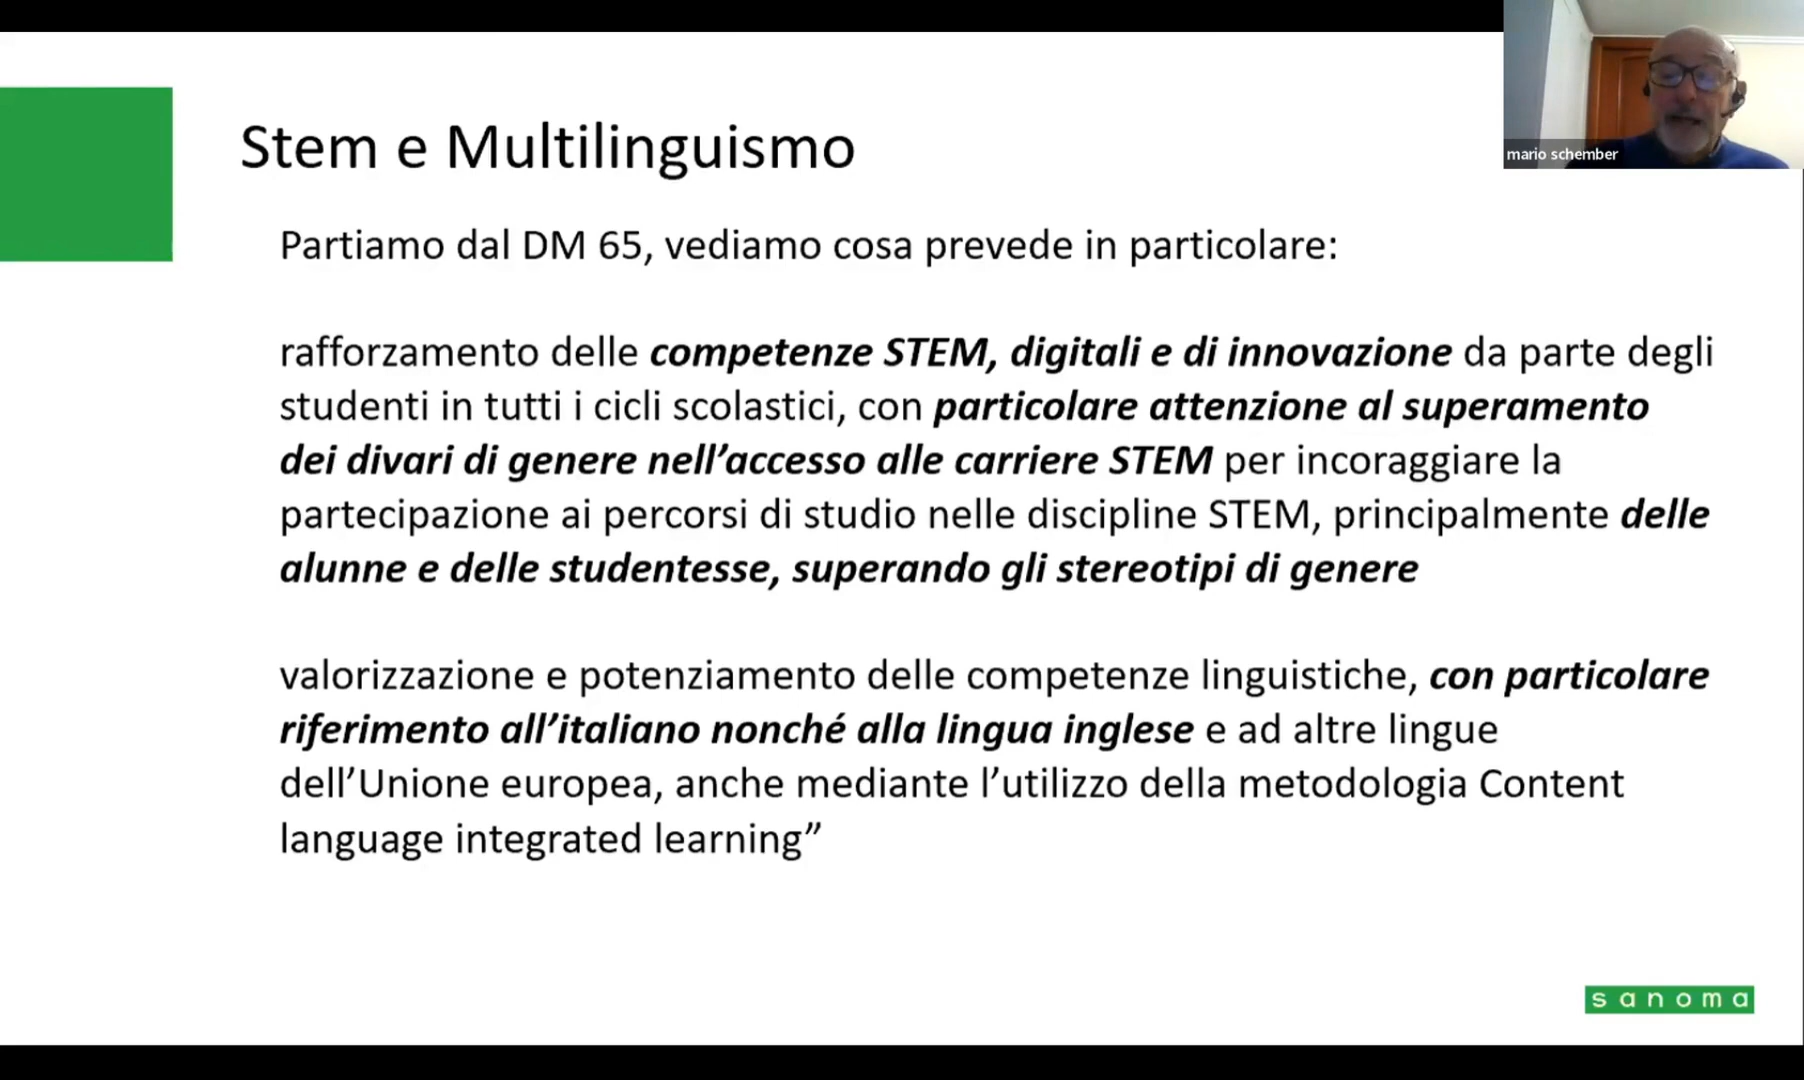 mario schember
Stem e Multilinguismo
Partiamo dal DM 65, vediamo cosa prevede in particolare:
rafforzamento delle competenze STEM, digitali e di innovazione da parte degli
studenti in tutti i cicli scolastici, con particolare attenzione al superamento
dei divari di genere nell’accesso alle carriere STEM per incoraggiare la
partecipazione ai percorsi di studio nelle discipline STEM, principalmente delle
alunne e delle studentesse, superando gli stereotipi di genere
valorizzazione e potenziamento delle competenze linguistiche, con particolare
riferimento all’italiano nonché alla lingua inglese e ad altre lingue
dell’Unione europea, anche mediante l’utilizzo della metodologia Content
language integrated learning”
sanoma